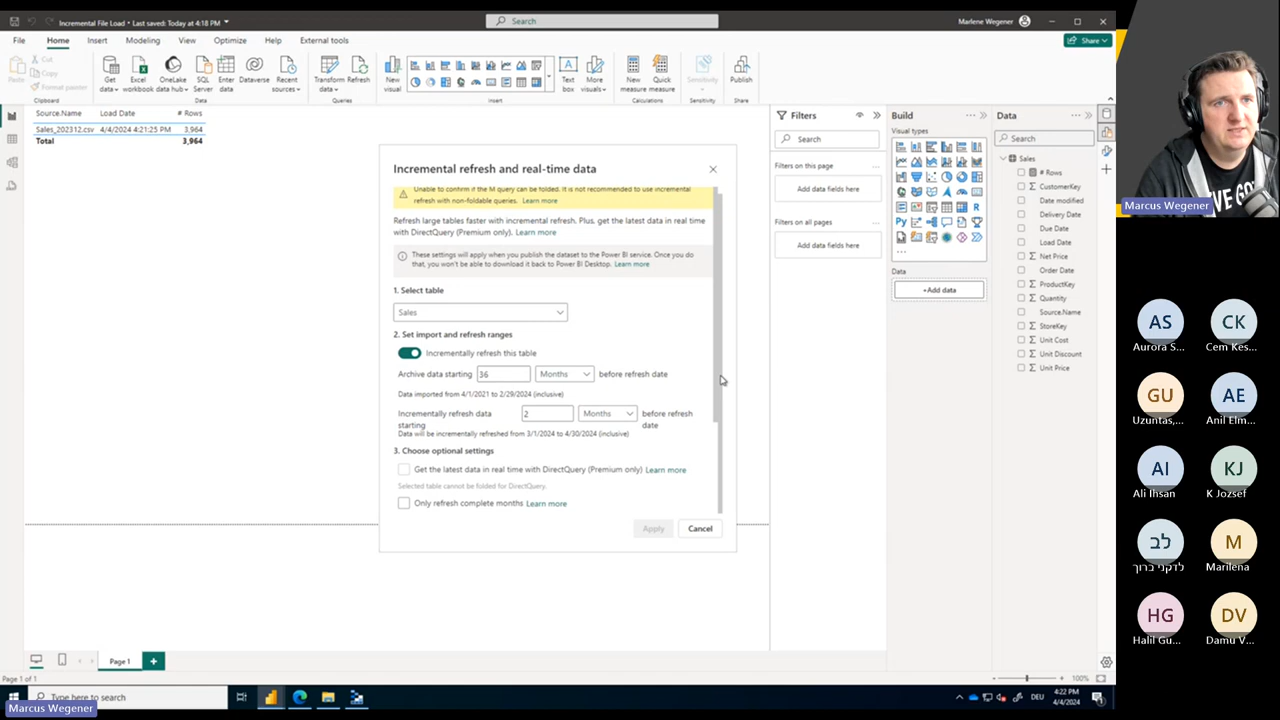 Incremental File Load • Last saved: Today at 4:18 PM
Search
Marlene Wegener
File
Home
Insert
Modeling
View
Optimize
Help
External tools
Share
Paste
Cut
Copy
Format painter
Get data
Excel workbook
OneLake data hub
SQL Server
Enter data
Dataverse
Recent sources
Transform data
Refresh
New visual
Text box
More visuals
New measure
Quick measure
Sensitivity
Publish
Clipboard
Data
Queries
Insert
Calculations
Sensitivity
Share
Source.Name Load Date # Rows
Sales_202312.csv 4/4/2024 4:21:25 PM 3,964
Total 3,964
Incremental refresh and real-time data
Unable to confirm if the M query can be folded. It is not recommended to use incremental
refresh with non-foldable queries. Learn more
Refresh large tables faster with incremental refresh. Plus, get the latest data in real time
with DirectQuery (Premium only). Learn more
These settings will apply when you publish the dataset to the Power BI service. Once you do
that, you won't be able to download it back to Power BI Desktop. Learn more
1. Select table
Sales
2. Set import and refresh ranges
Incrementally refresh this table
Archive data starting 36 Months before refresh date
Data imported from 4/1/2021 to 2/29/2024 (inclusive)
Incrementally refresh data starting 2 Months before refresh date
Data will be incrementally refreshed from 3/1/2024 to 4/30/2024 (inclusive)
3. Choose optional settings
Get the latest data in real time with DirectQuery (Premium only) Learn more
Selected table cannot be folded for DirectQuery.
Only refresh complete months Learn more
Apply
Cancel
Filters
Search
Filters on this page
Add data fields here
Filters on all pages
Add data fields here
Build
Visual types
Data
+Add data
Data
Search
Sales
# Rows
CustomerKey
Date modified
Delivery Date
Due Date
Load Date
Net Price
Order Date
ProductKey
Quantity
Source.Name
StoreKey
Unit Cost
Unit Discount
Unit Price
Page 1
Page 1 of 1
100%
Type here to search
DEU
4:22 PM
4/4/2024
Marcus Wegener
Marcus Wegener
AS
Aurora S...
CK
Cem Kes...
GU
Uzuntas,...
AE
Anil Elm...
AI
Ali Ihsan
KJ
K Jozsef
לב
לדקני ברוך
M
Marilena
HG
Halil Gu...
DV
Damu V...